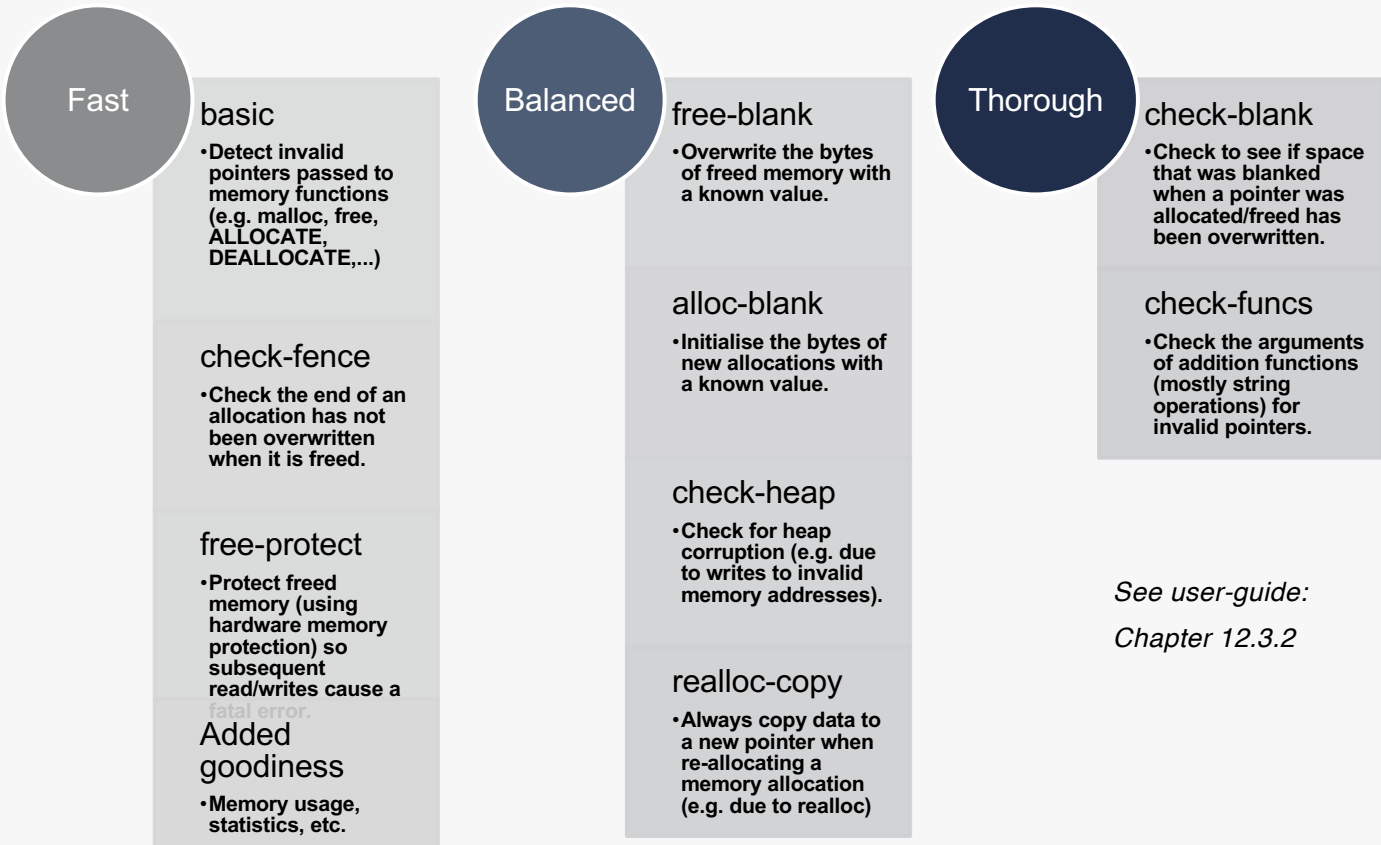 Fast
basic
•Detect invalid
pointers passed to
memory functions
(e.g. malloc, free,
ALLOCATE,
DEALLOCATE,...)
check-fence
•Check the end of an
allocation has not
been overwritten
when it is freed.
free-protect
•Protect freed
memory (using
hardware memory
protection) so
subsequent
read/writes cause a
fatal error.
Added
goodiness
•Memory usage,
statistics, etc.
Balanced
free-blank
•Overwrite the bytes
of freed memory with
a known value.
alloc-blank
•Initialise the bytes of
new allocations with
a known value.
check-heap
•Check for heap
corruption (e.g. due
to writes to invalid
memory addresses).
realloc-copy
•Always copy data to
a new pointer when
re-allocating a
memory allocation
(e.g. due to realloc)
Thorough
check-blank
•Check to see if space
that was blanked
when a pointer was
allocated/freed has
been overwritten.
check-funcs
•Check the arguments
of addition functions
(mostly string
operations) for
invalid pointers.
See user-guide:
Chapter 12.3.2